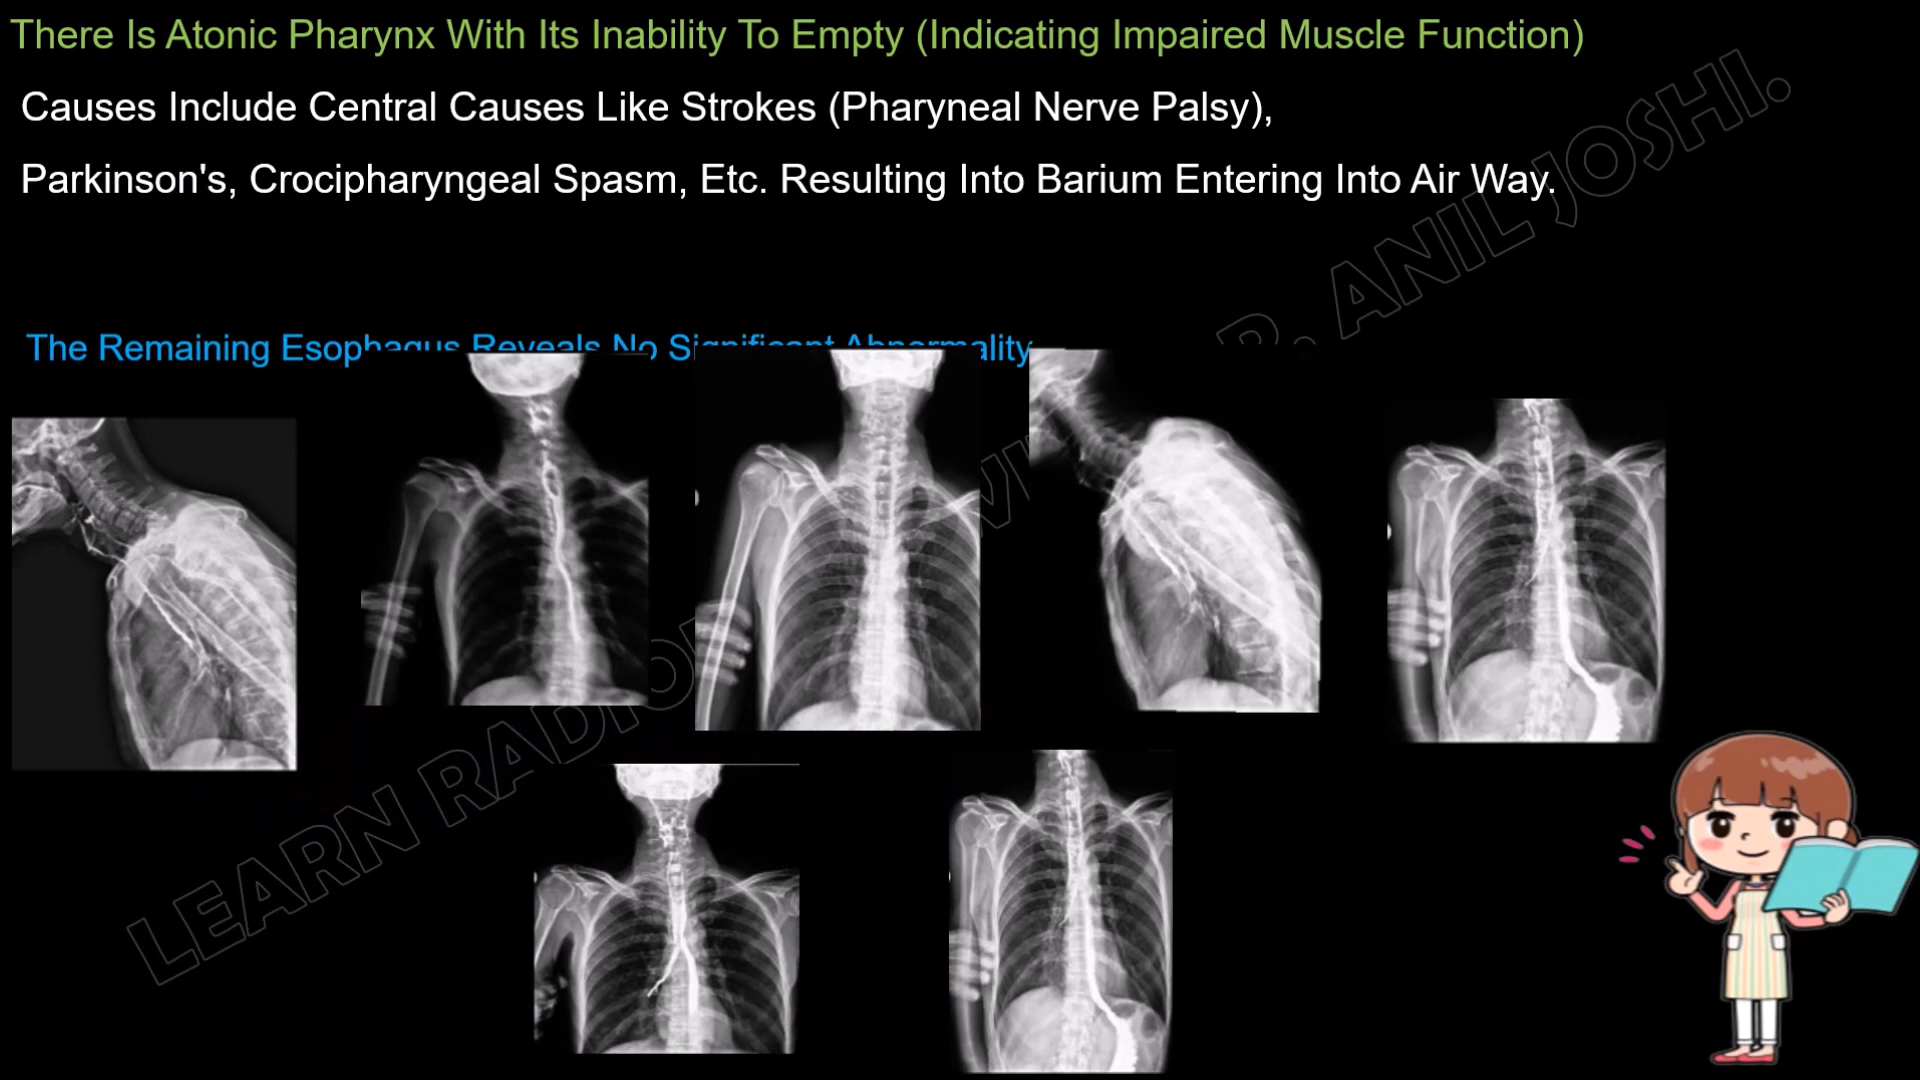 There Is Atonic Pharynx With Its Inability To Empty (Indicating Impaired Muscle Function)
Causes Include Central Causes Like Strokes (Pharyneal Nerve Palsy),
Parkinson's, Crocipharyngeal Spasm, Etc. Resulting Into Barium Entering Into Air Way.
The Remaining Esophagus Reveals No Significant Abnormality
LEARN ANIL JOSHI.